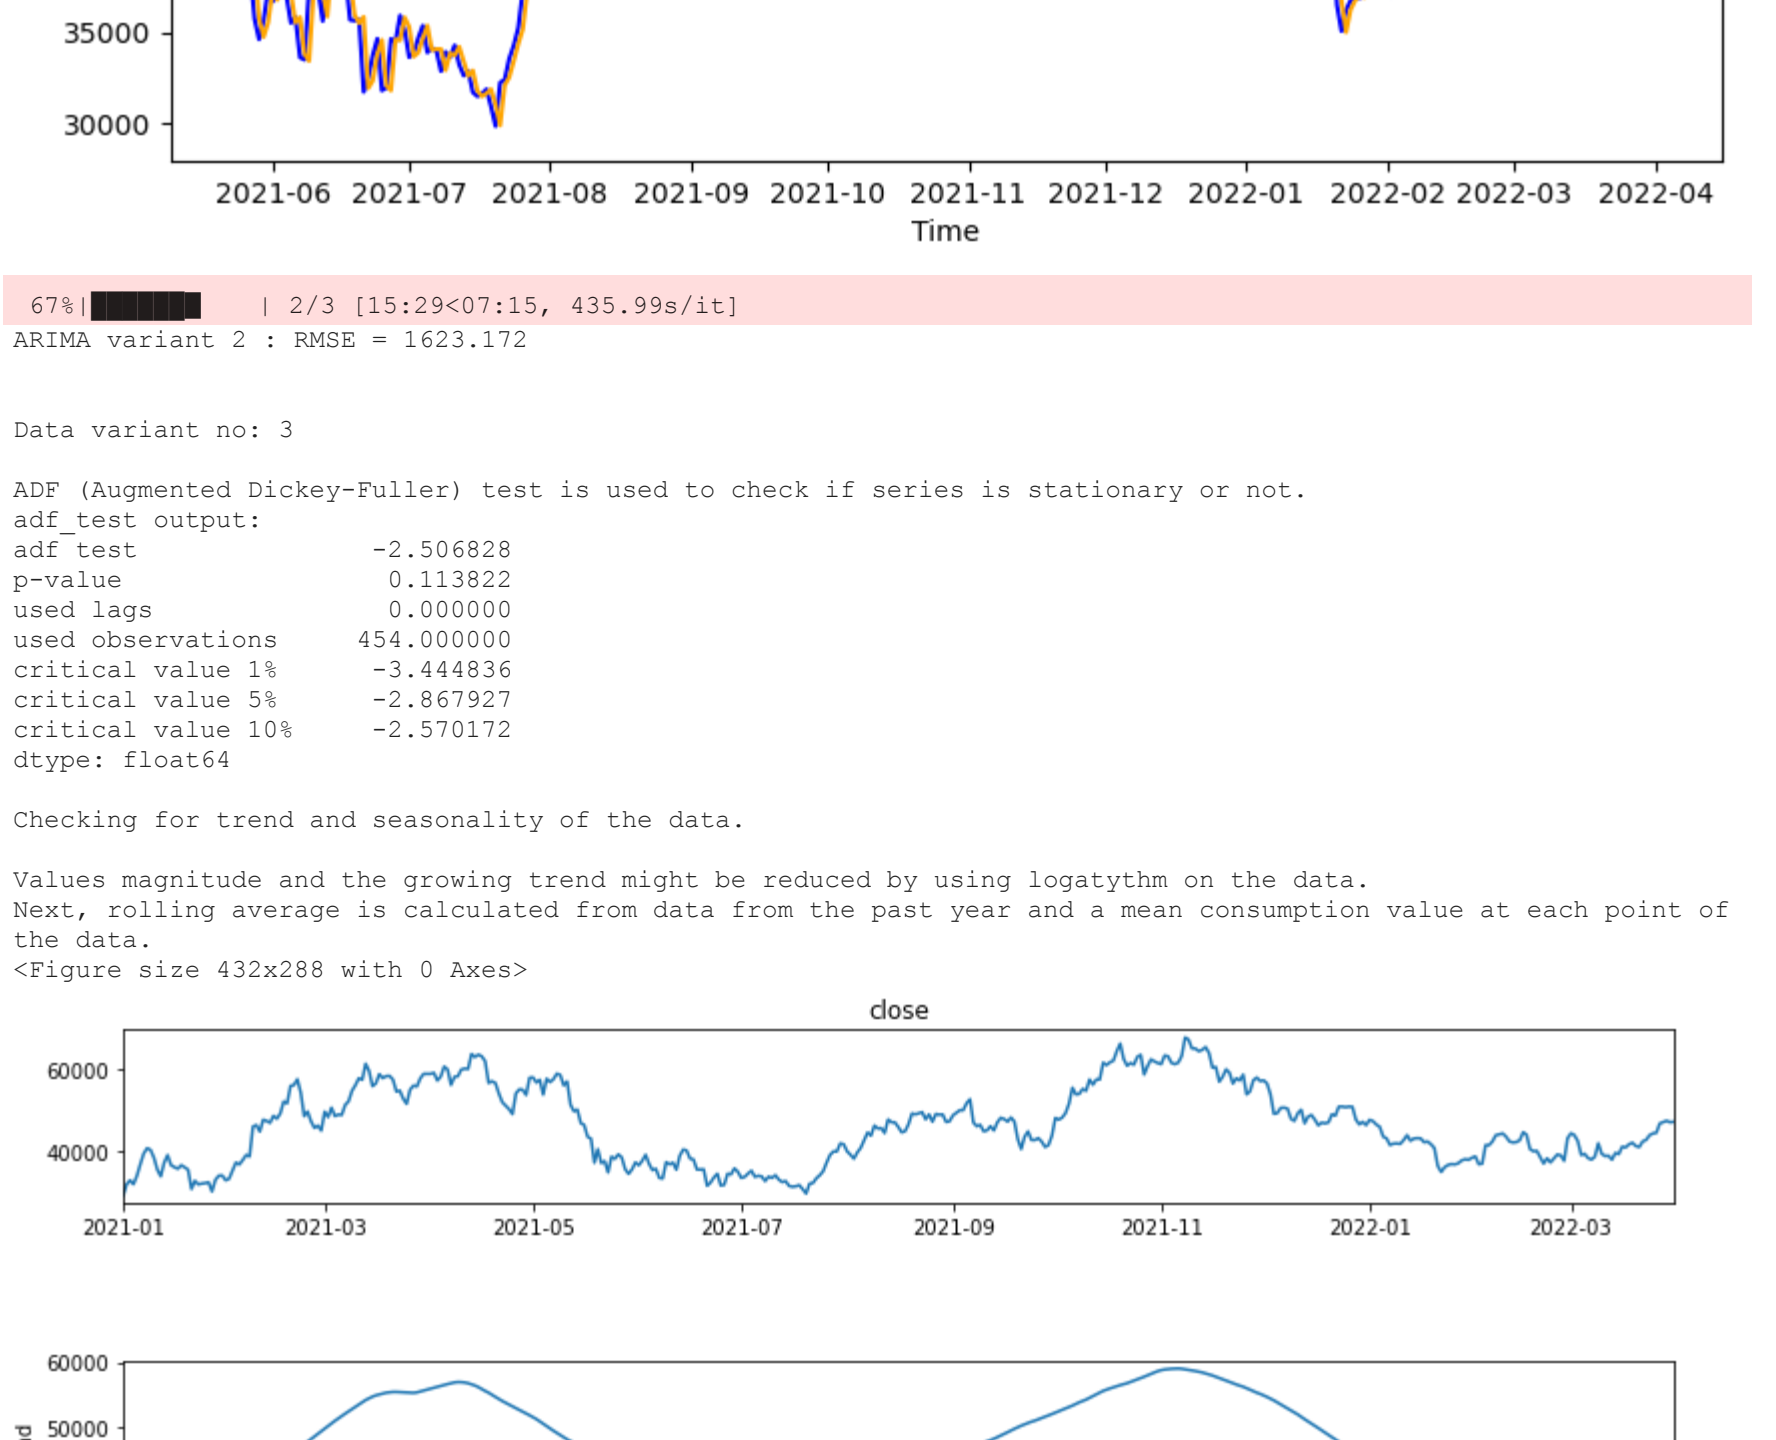 35000
30000
2021-06 2021-07 2021-08 2021-09 2021-10 2021-11 2021-12 2022-01 2022-02 2022-03 2022-04
Time
67%|███████ | 2/3 [15:29<07:15, 435.99s/it]
ARIMA variant 2 : RMSE = 1623.172
Data variant no: 3
ADF (Augmented Dickey-Fuller) test is used to check if series is stationary or not.
adf_test output:
adf test -2.506828
p-value 0.113822
used lags 0.000000
used observations 454.000000
critical value 1% -3.444836
critical value 5% -2.867927
critical value 10% -2.570172
dtype: float64
Checking for trend and seasonality of the data.
Values magnitude and the growing trend might be reduced by using logatythm on the data.
Next, rolling average is calculated from data from the past year and a mean consumption value at each point of
the data.
<Figure size 432x288 with 0 Axes>
close
60000
40000
2021-01 2021-03 2021-05 2021-07 2021-09 2021-11 2022-01 2022-03
60000
50000